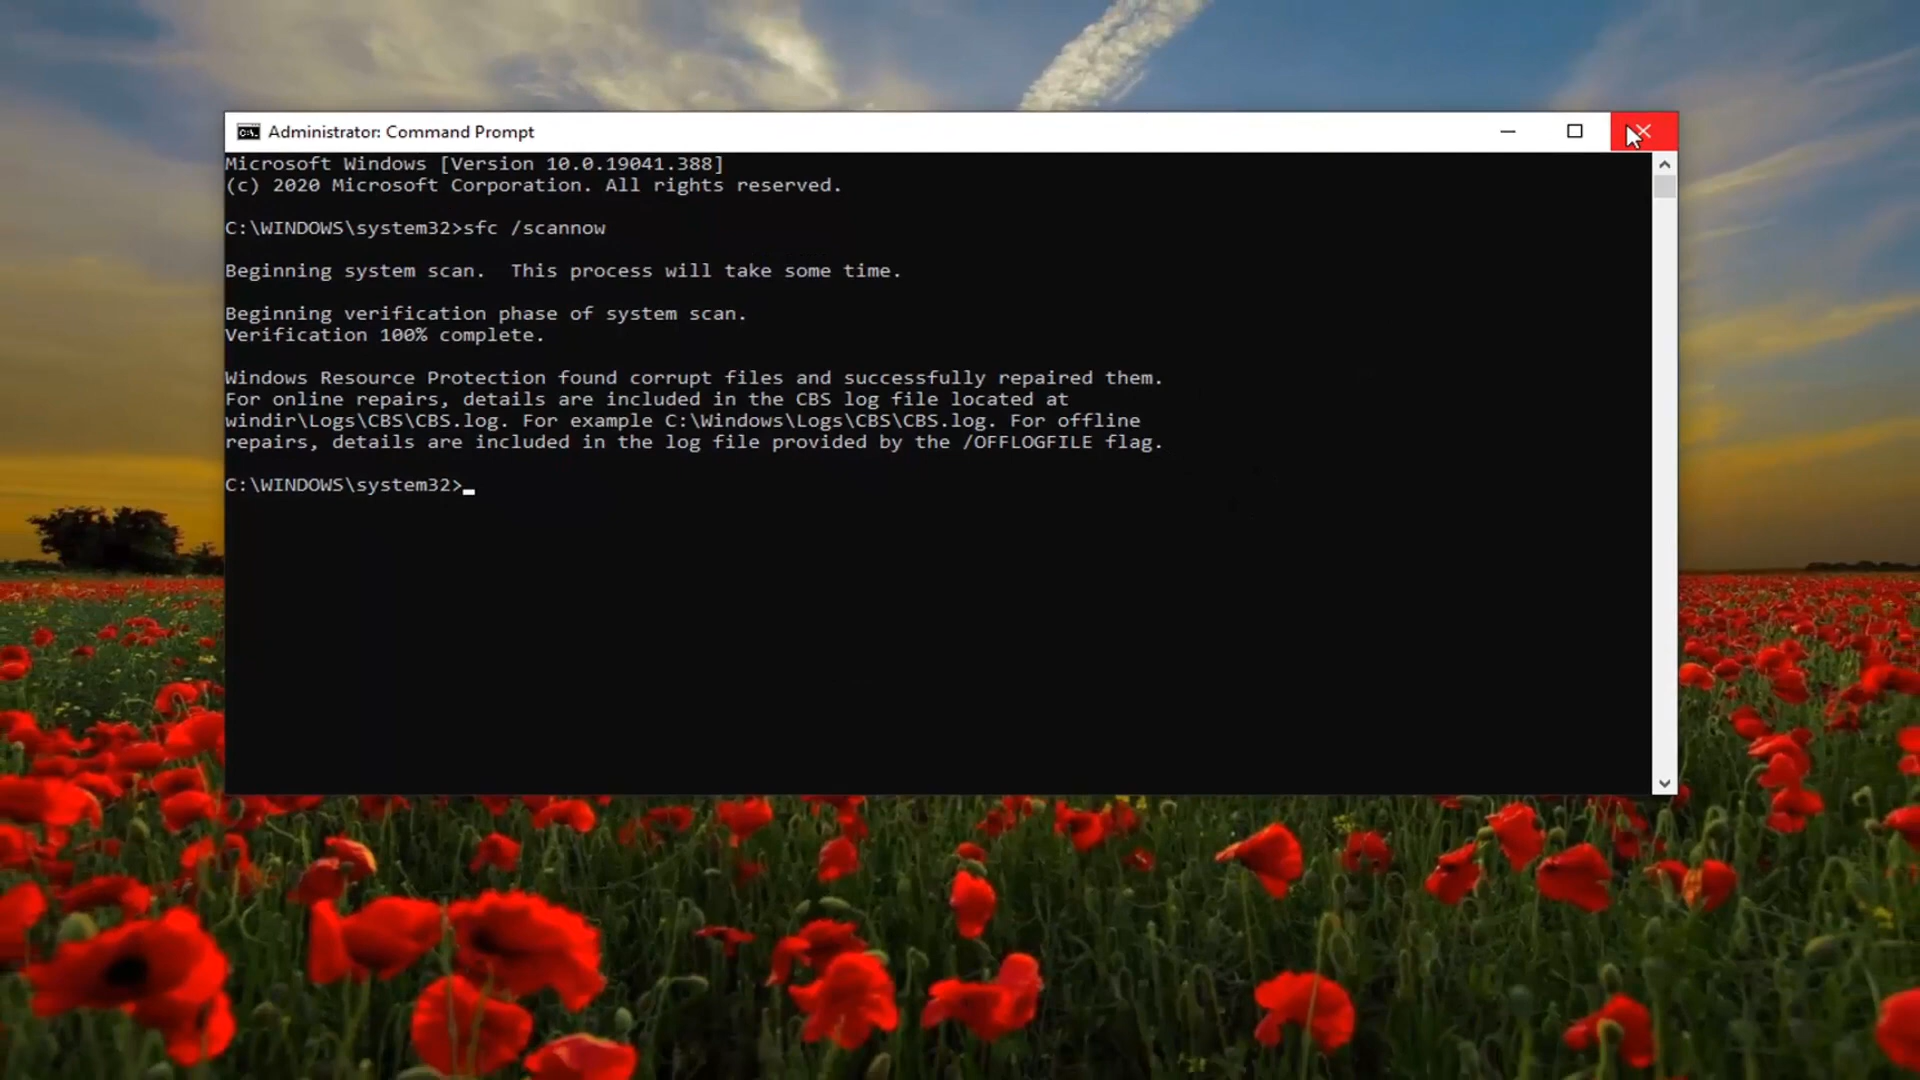 Administrator: Command Prompt
Microsoft Windows [Version 10.0.19041.388]
(c) 2020 Microsoft Corporation. All rights reserved.
C:\WINDOWS\system32>sfc /scannow
Beginning system scan.  This process will take some time.
Beginning verification phase of system scan.
Verification 100% complete.
Windows Resource Protection found corrupt files and successfully repaired them.
For online repairs, details are included in the CBS log file located at
windir\Logs\CBS\CBS.log. For example C:\Windows\Logs\CBS\CBS.log. For offline
repairs, details are included in the log file provided by the /OFFLOGFILE flag.
C:\WINDOWS\system32>